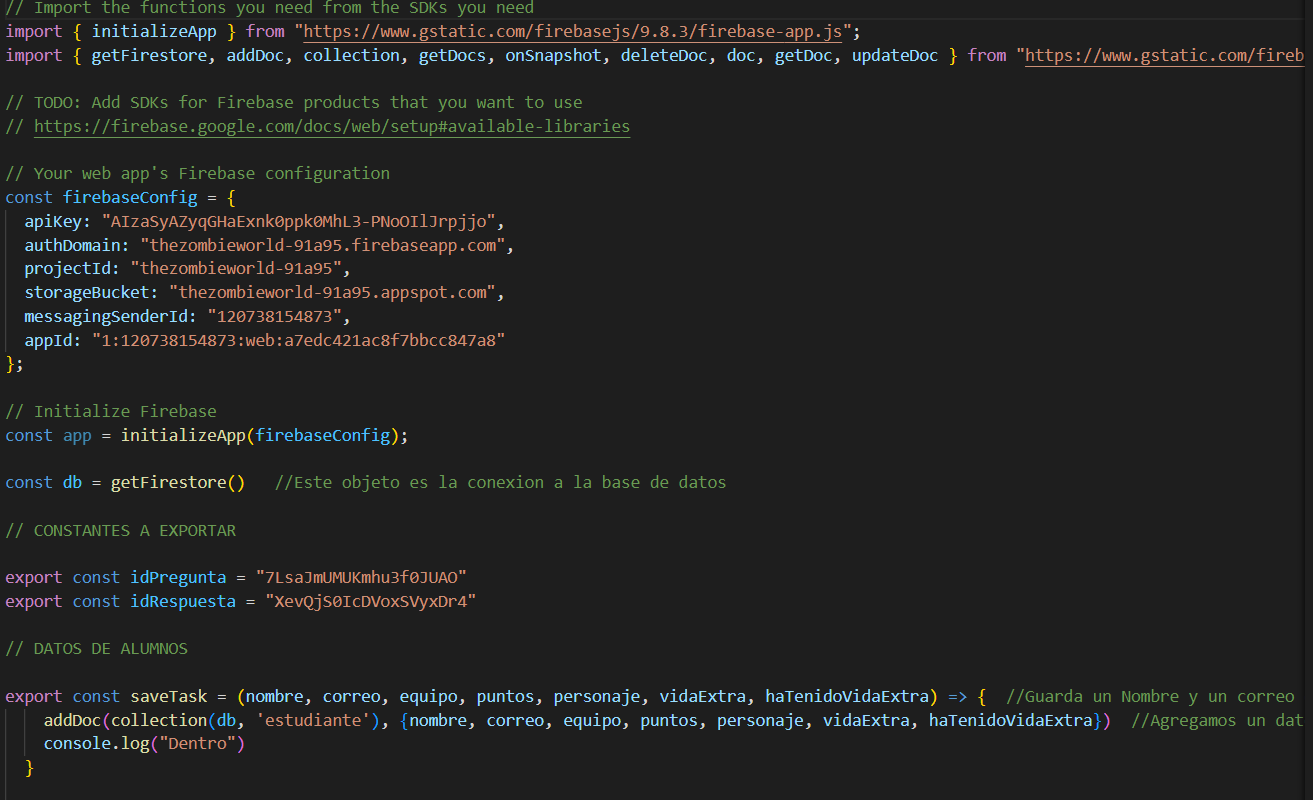 // Import the functions you need from the SDKs you need
import { initializeApp } from "https://www.gstatic.com/firebasejs/9.8.3/firebase-app.js";
import { getFirestore, addDoc, collection, getDocs, onSnapshot, deleteDoc, doc, getDoc, updateDoc } from "https://www.gstatic.com/fireb
// TODO: Add SDKs for Firebase products that you want to use
// https://firebase.google.com/docs/web/setup#available-libraries
// Your web app's Firebase configuration
const firebaseConfig = {
apiKey: "AIzaSyAZyqGHaExnk0ppk0MhL3-PNoOIlJrpjjo",
authDomain: "thezombieworld-91a95.firebaseapp.com",
projectId: "thezombieworld-91a95",
storageBucket: "thezombieworld-91a95.appspot.com",
messagingSenderId: "120738154873",
appId: "1:120738154873:web:a7edc421ac8f7bbcc847a8"
};
// Initialize Firebase
const app = initializeApp(firebaseConfig);
const db = getFirestore()   //Este objeto es la conexion a la base de datos
// CONSTANTES A EXPORTAR
export const idPregunta = "7LsaJmUMUKmhu3f0JUAO"
export const idRespuesta = "XevQjS0IcDVoxSVyxDr4"
// DATOS DE ALUMNOS
export const saveTask = (nombre, correo, equipo, puntos, personaje, vidaExtra, haTenidoVidaExtra) => {  //Guarda un Nombre y un correo
addDoc(collection(db, 'estudiante'), {nombre, correo, equipo, puntos, personaje, vidaExtra, haTenidoVidaExtra})  //Agregamos un dat
console.log("Dentro")
}